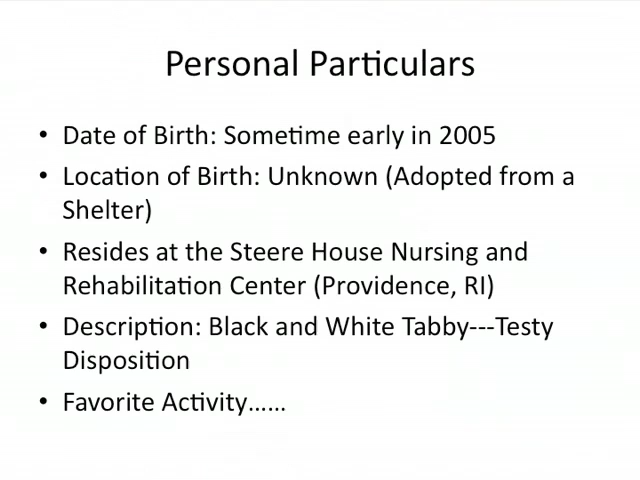 Personal Particulars
• Date of Birth: Sometime early in 2005
• Location of Birth: Unknown (Adopted from a
Shelter)
• Resides at the Steere House Nursing and
Rehabilitation Center (Providence, RI)
• Description: Black and White Tabby---Testy
Disposition
• Favorite Activity......